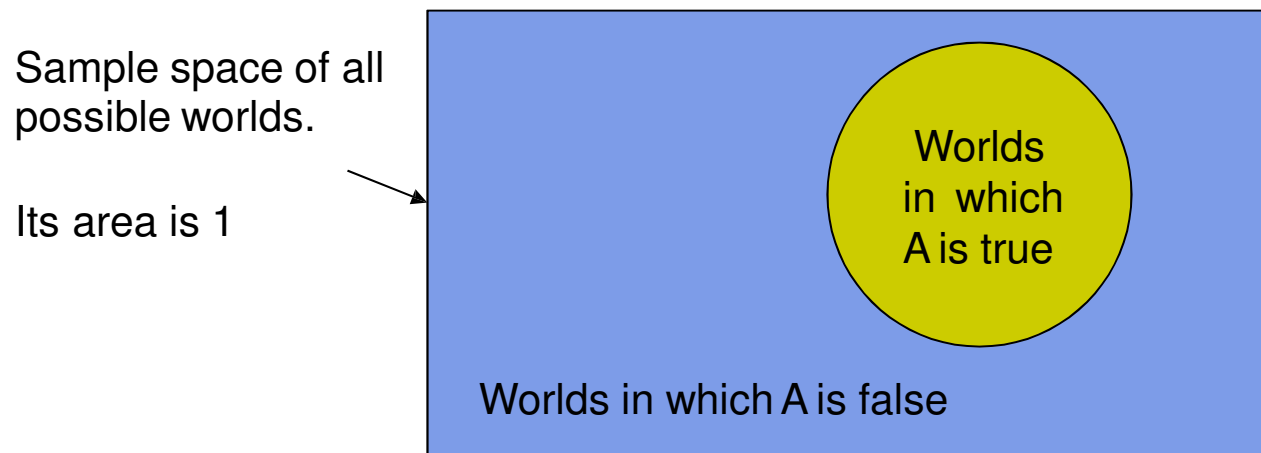 Sample space of all
possible worlds.
Its area is 1
Worlds
in which
A is true
Worlds in which A is false